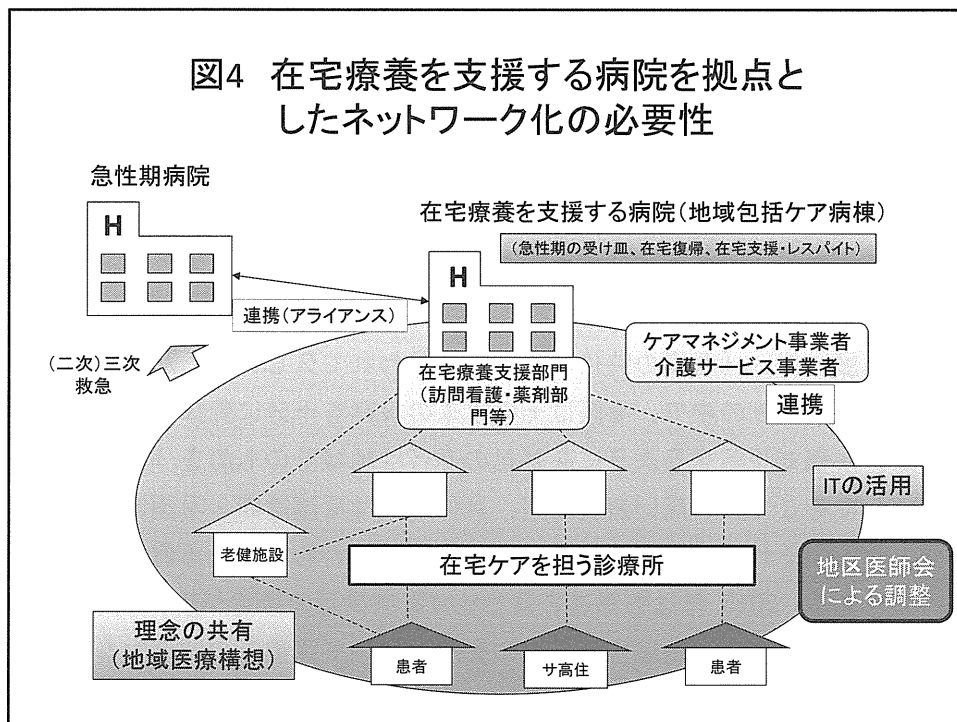 図4 在宅療養を支援する病院を拠点と
したネットワーク化の必要性
急性期病院
H
在宅療養を支援する病院(地域包括ケア病棟)
(急性期の受け皿、在宅復帰、在宅支援・レスパイト)
H
連携(アライアンス)
(二次)三次
救急
ケアマネジメント事業者
介護サービス事業者
連携
在宅療養支援部門
(訪問看護・薬剤部
門等)
ITの活用
老健施設
在宅ケアを担う診療所
地区医師会
による調整
理念の共有
(地域医療構想)
患者
サ高住
患者